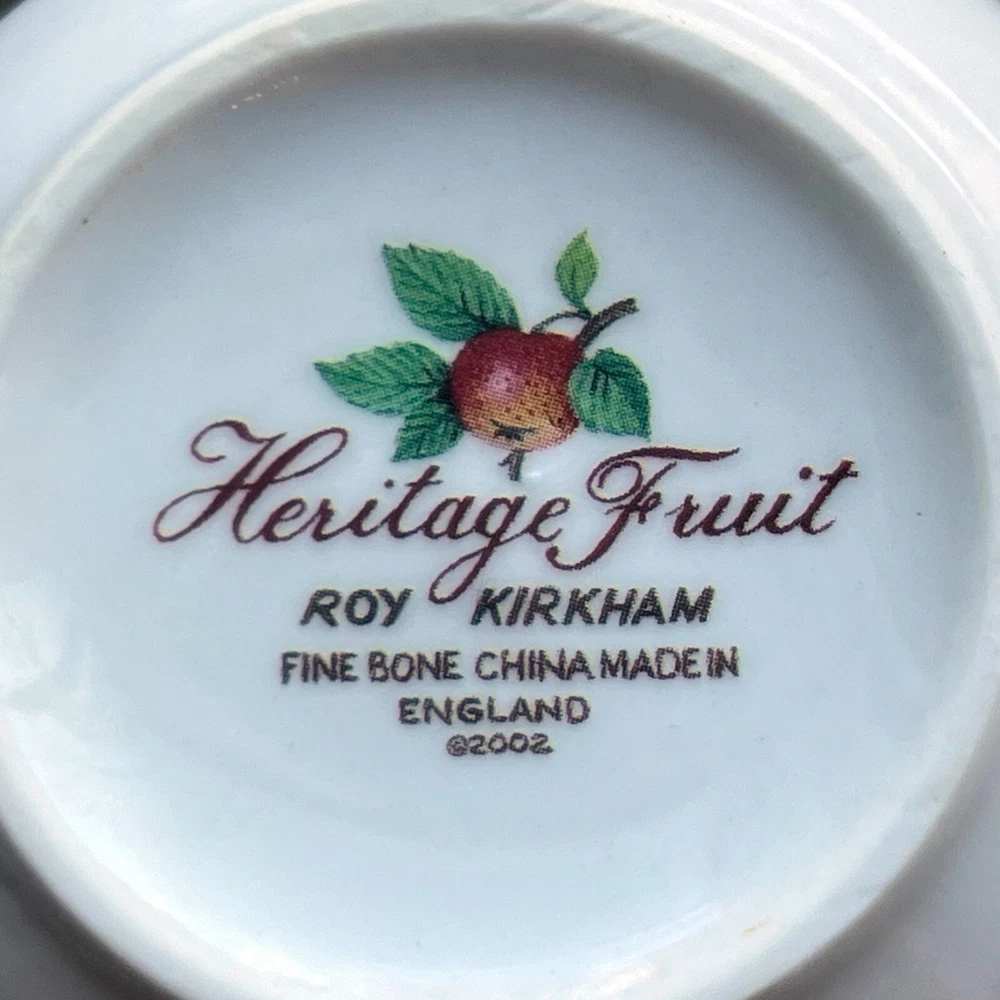 Heritage Fruit
ROY KIRKHAM
FINE BONE CHINA MADE IN
ENGLAND
©2002